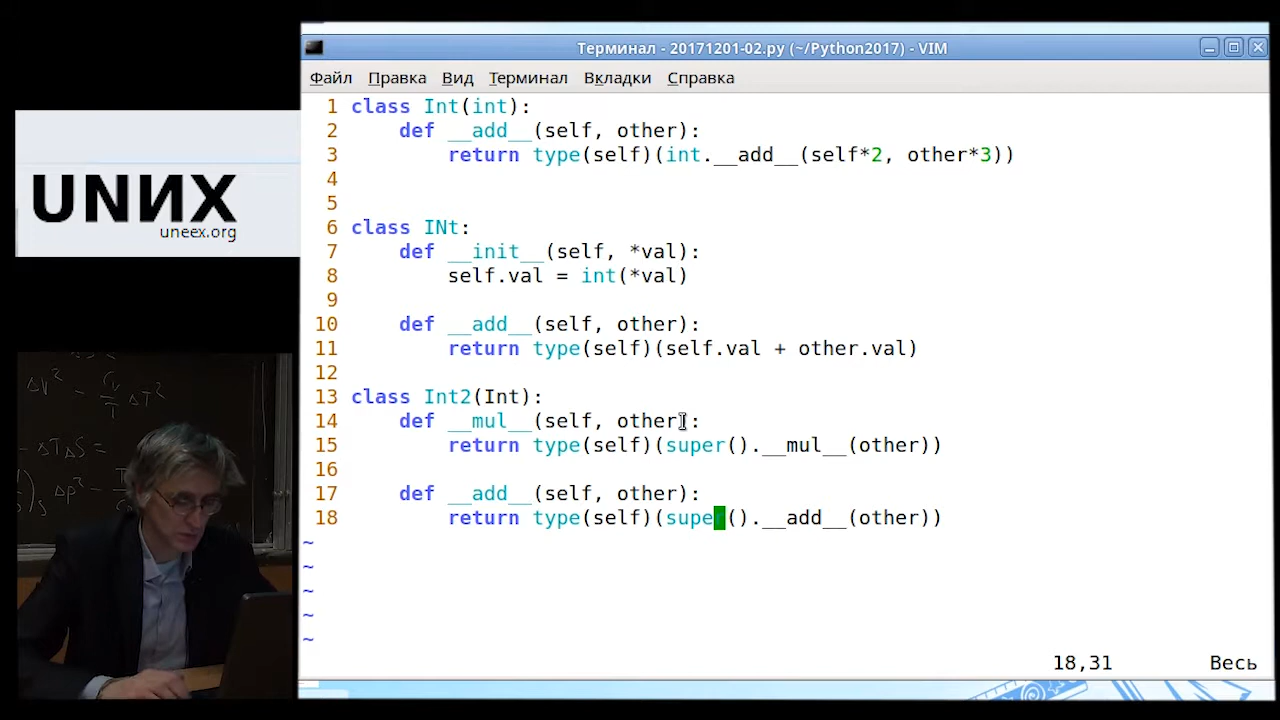 Терминал - 20171201-02.py (~/Python2017) - VIM
Файл Правка Вид Терминал Вкладки Справка
1 class Int(int):
2     def __add__(self, other):
3         return type(self)(int.__add__(self*2, other*3))
4
5
6 class INt:
7     def __init__(self, *val):
8         self.val = int(*val)
9
10     def __add__(self, other):
11         return type(self)(self.val + other.val)
12
13 class Int2(Int):
14     def __mul__(self, other):
15         return type(self)(super().__mul__(other))
16
17     def __add__(self, other):
18         return type(self)(super().__add__(other))
~
~
~
~
~
18,31 Весь
UNИX
uneex.org